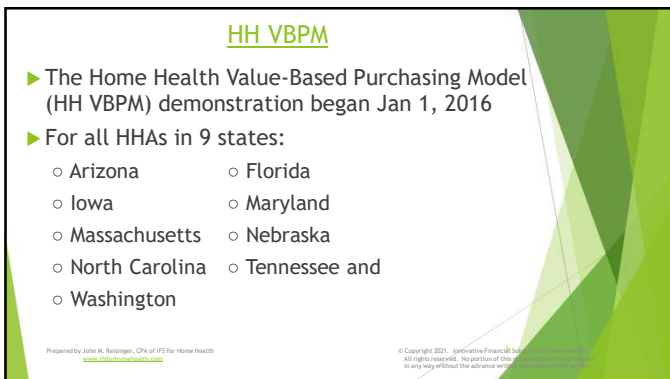 HH VBPM
▶ The Home Health Value-Based Purchasing Model
(HH VBPM) demonstration began Jan 1, 2016
▶ For all HHAs in 9 states:
○ Arizona ○ Florida
○ Iowa ○ Maryland
○ Massachusetts ○ Nebraska
○ North Carolina ○ Tennessee and
○ Washington
Prepared by John M. Reisinger, CPA of IFS for Home Health
www.ifsforhomehealth.com
© Copyright 2021. Innovative Financial
All rights reserved. No portion of this
in any way without the advance